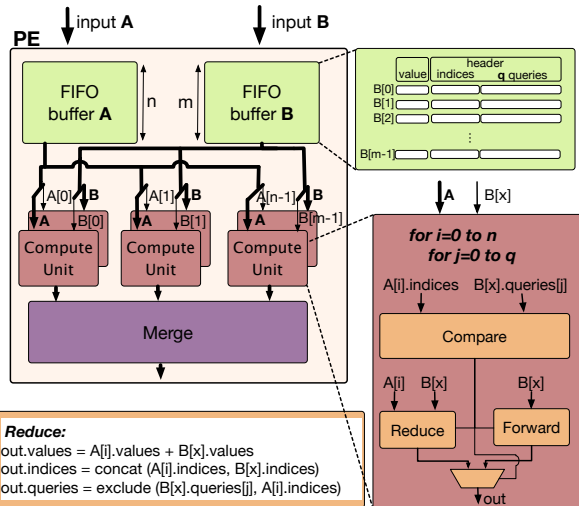 input A
input B
PE
FIFO
buffer A
n
m
FIFO
buffer B
A[0]
B
A[1]
B
A[n-1]
B
A
B[0]
A
B[1]
A
B[m-1]
Compute
Unit
Compute
Unit
Compute
Unit
Merge
header
value
indices
q queries
B[0]
B[1]
B[2]
...
B[m-1]
A
B[x]
for i=0 to n
for j=0 to q
A[i].indices
B[x].queries[j]
Compare
A[i]
B[x]
B[x]
Reduce
Forward
out
Reduce:
out.values = A[i].values + B[x].values
out.indices = concat (A[i].indices, B[x].indices)
out.queries = exclude (B[x].queries[j], A[i].indices)